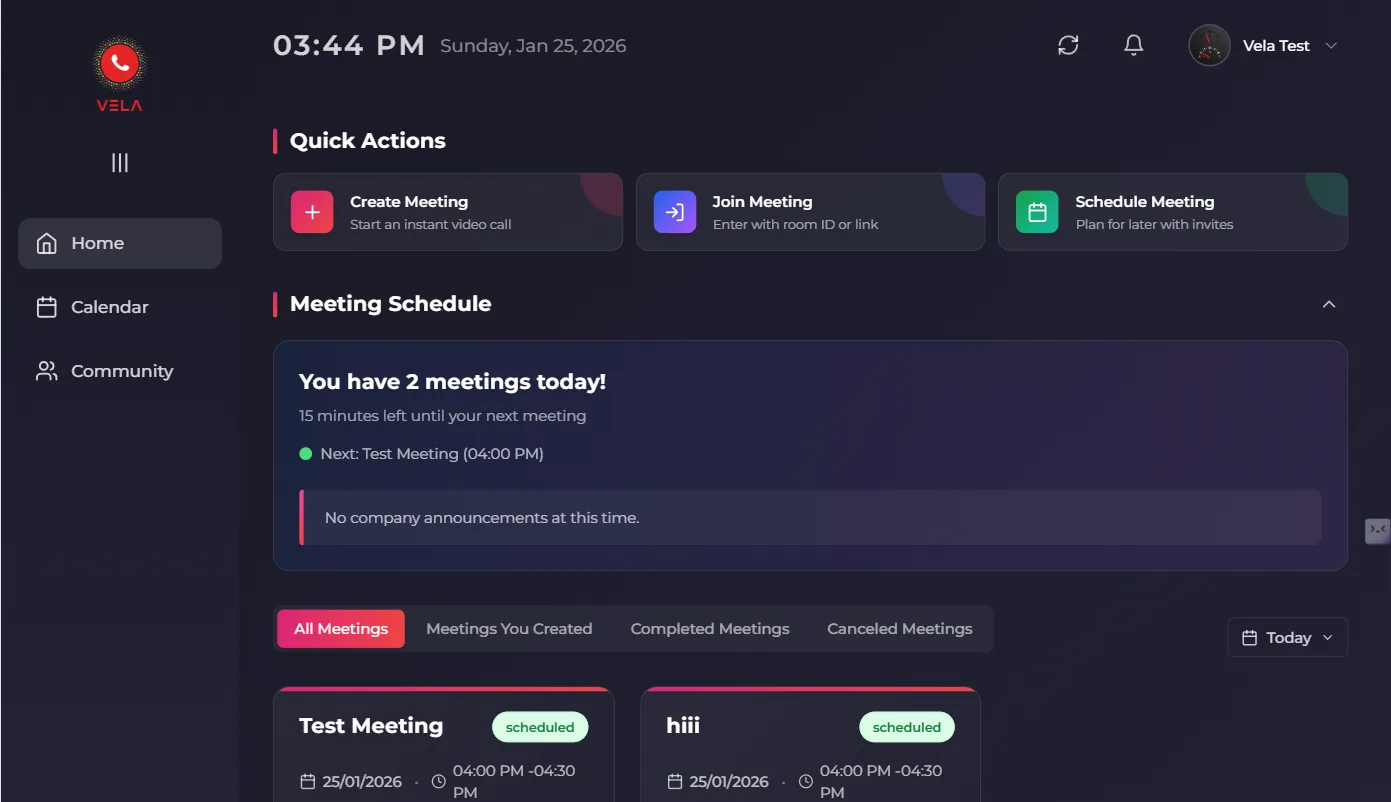 VELA
03:44 PM Sunday, Jan 25, 2026
Vela Test
Home
Calendar
Community
Quick Actions
Create Meeting
Start an instant video call
Join Meeting
Enter with room ID or link
Schedule Meeting
Plan for later with invites
Meeting Schedule
You have 2 meetings today!
15 minutes left until your next meeting
Next: Test Meeting (04:00 PM)
No company announcements at this time.
All Meetings
Meetings You Created
Completed Meetings
Canceled Meetings
Today
Test Meeting
scheduled
25/01/2026 · 04:00 PM -04:30
PM
hiii
scheduled
25/01/2026 · 04:00 PM -04:30
PM